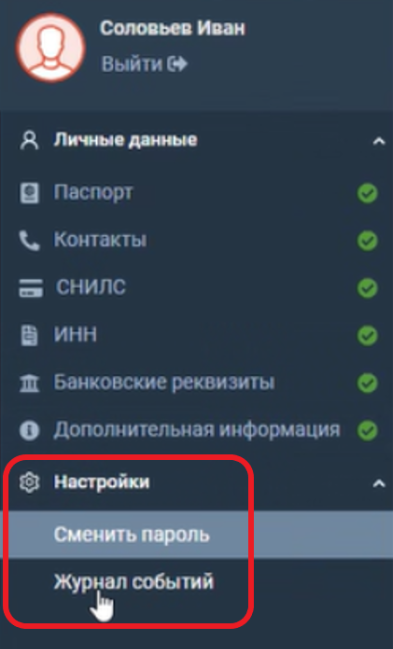 Соловьев Иван
Выйти
Личные данные
Паспорт
Контакты
СНИЛС
ИНН
Банковские реквизиты
Дополнительная информация
Настройки
Сменить пароль
Журнал событий